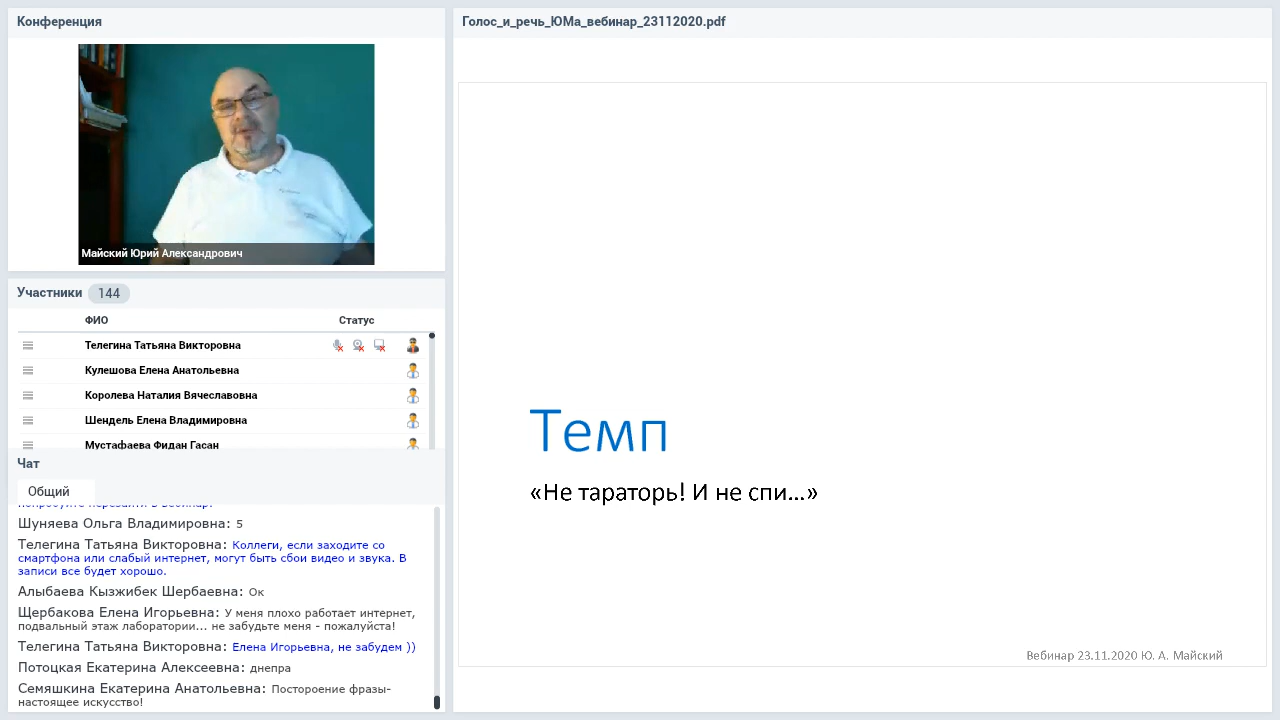 Конференция
Майский Юрий Александрович
Участники 144
ФИО Статус
Телегина Татьяна Викторовна
Кулешова Елена Анатольевна
Королева Наталия Вячеславовна
Шендель Елена Владимировна
Мустафаева Фидан Гасан
Чат
Общий
попробуйте перезайти в вебинар.
Шуняева Ольга Владимировна: 5
Телегина Татьяна Викторовна: Коллеги, если заходите со
смартфона или слабый интернет, могут быть сбои видео и звука. В
записи все будет хорошо.
Алыбаева Кызжибек Шербаевна: Ок
Щербакова Елена Игорьевна: У меня плохо работает интернет,
подвальный этаж лаборатории... не забудьте меня - пожалуйста!
Телегина Татьяна Викторовна: Елена Игорьевна, не забудем ))
Потоцкая Екатерина Алексеевна: днепра
Семяшкина Екатерина Анатольевна: Постороение фразы-
настоящее искусство!
Голос_и_речь_ЮМа_вебинар_23112020.pdf
Темп
«Не тараторь! И не спи...»
Вебинар 23.11.2020 Ю. А. Майский